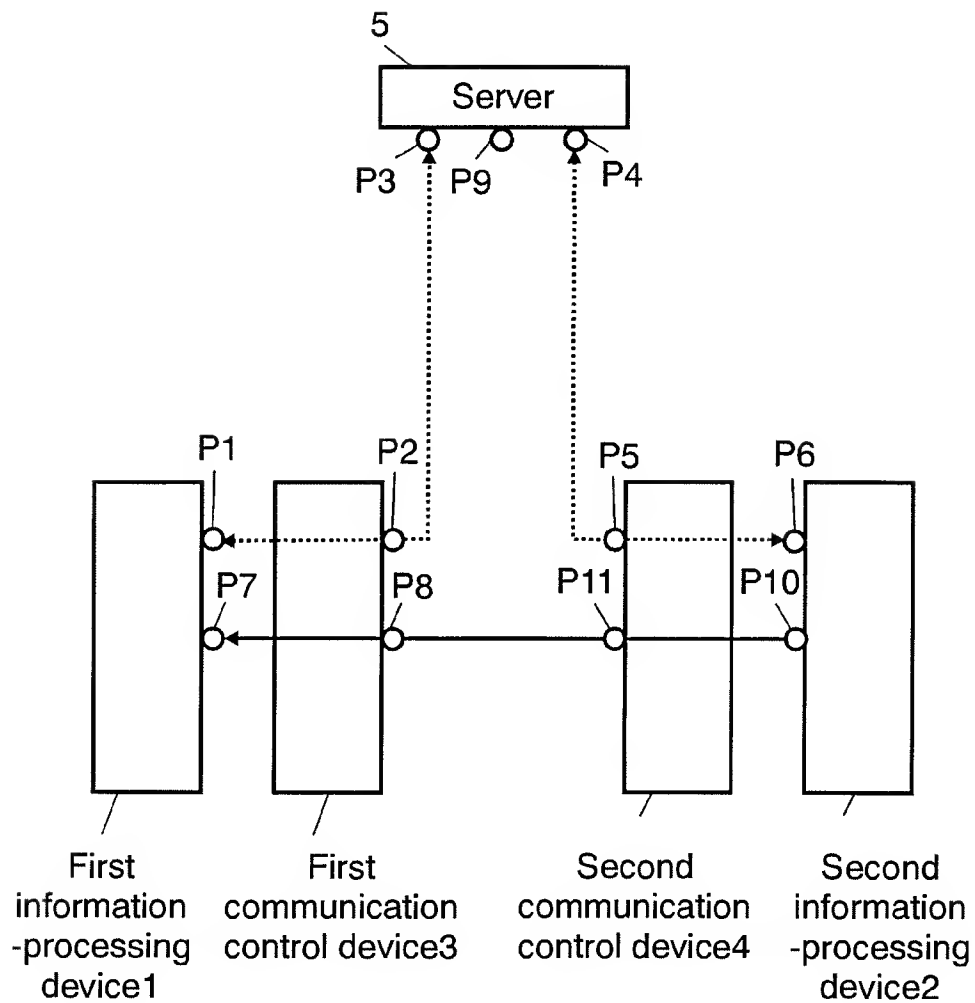 5
Server
P3
P9
P4
P1
P2
P5
P6
P7
P8
P11
P10
First
information
-processing
device1
First
communication
control device3
Second
communication
control device4
Second
information
-processing
device2